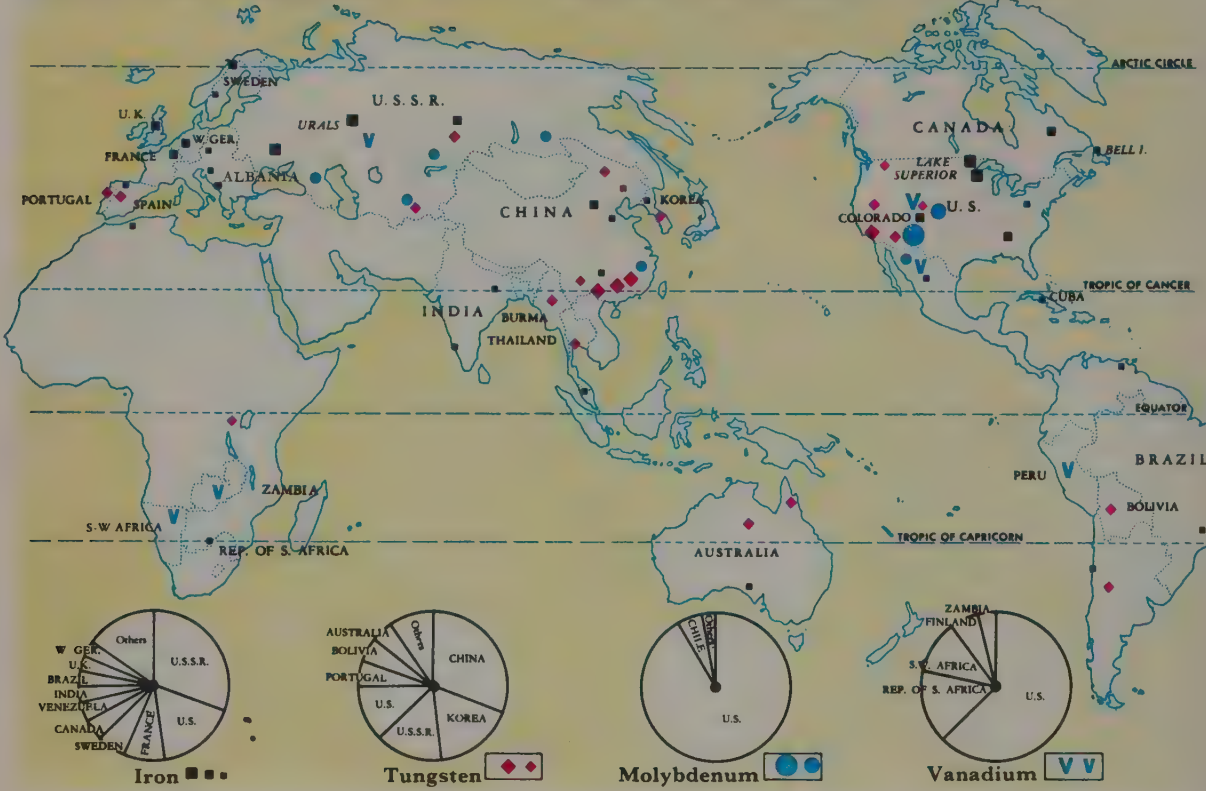 ARCTIC CIRCLE
SWEDEN
U.S.S.R.
U.K.
URALS
CANADA
W.GER.
BELL I.
FRANCE
LAKE
SUPERIOR
ALBANIA
PORTUGAL
SPAIN
CHINA
KOREA
COLORADO
U.S.
TROPIC OF CANCER
CUBA
INDIA
BURMA
THAILAND
EQUATOR
BRAZIL
PERU
ZAMBIA
BOLIVIA
S-W AFRICA
REP. OF S. AFRICA
TROPIC OF CAPRICORN
AUSTRALIA
Others
U.S.S.R.
U.S.
FRANCE
SWEDEN
CANADA
VENEZUELA
INDIA
BRAZIL
U.K.
W GER.
Iron
Others
CHINA
KOREA
U.S.S.R.
U.S.
PORTUGAL
BOLIVIA
AUSTRALIA
Tungsten
CHILE
U.S.
Molybdenum
ZAMBIA
FINLAND
S.W. AFRICA
REP. OF S. AFRICA
U.S.
Vanadium
V V